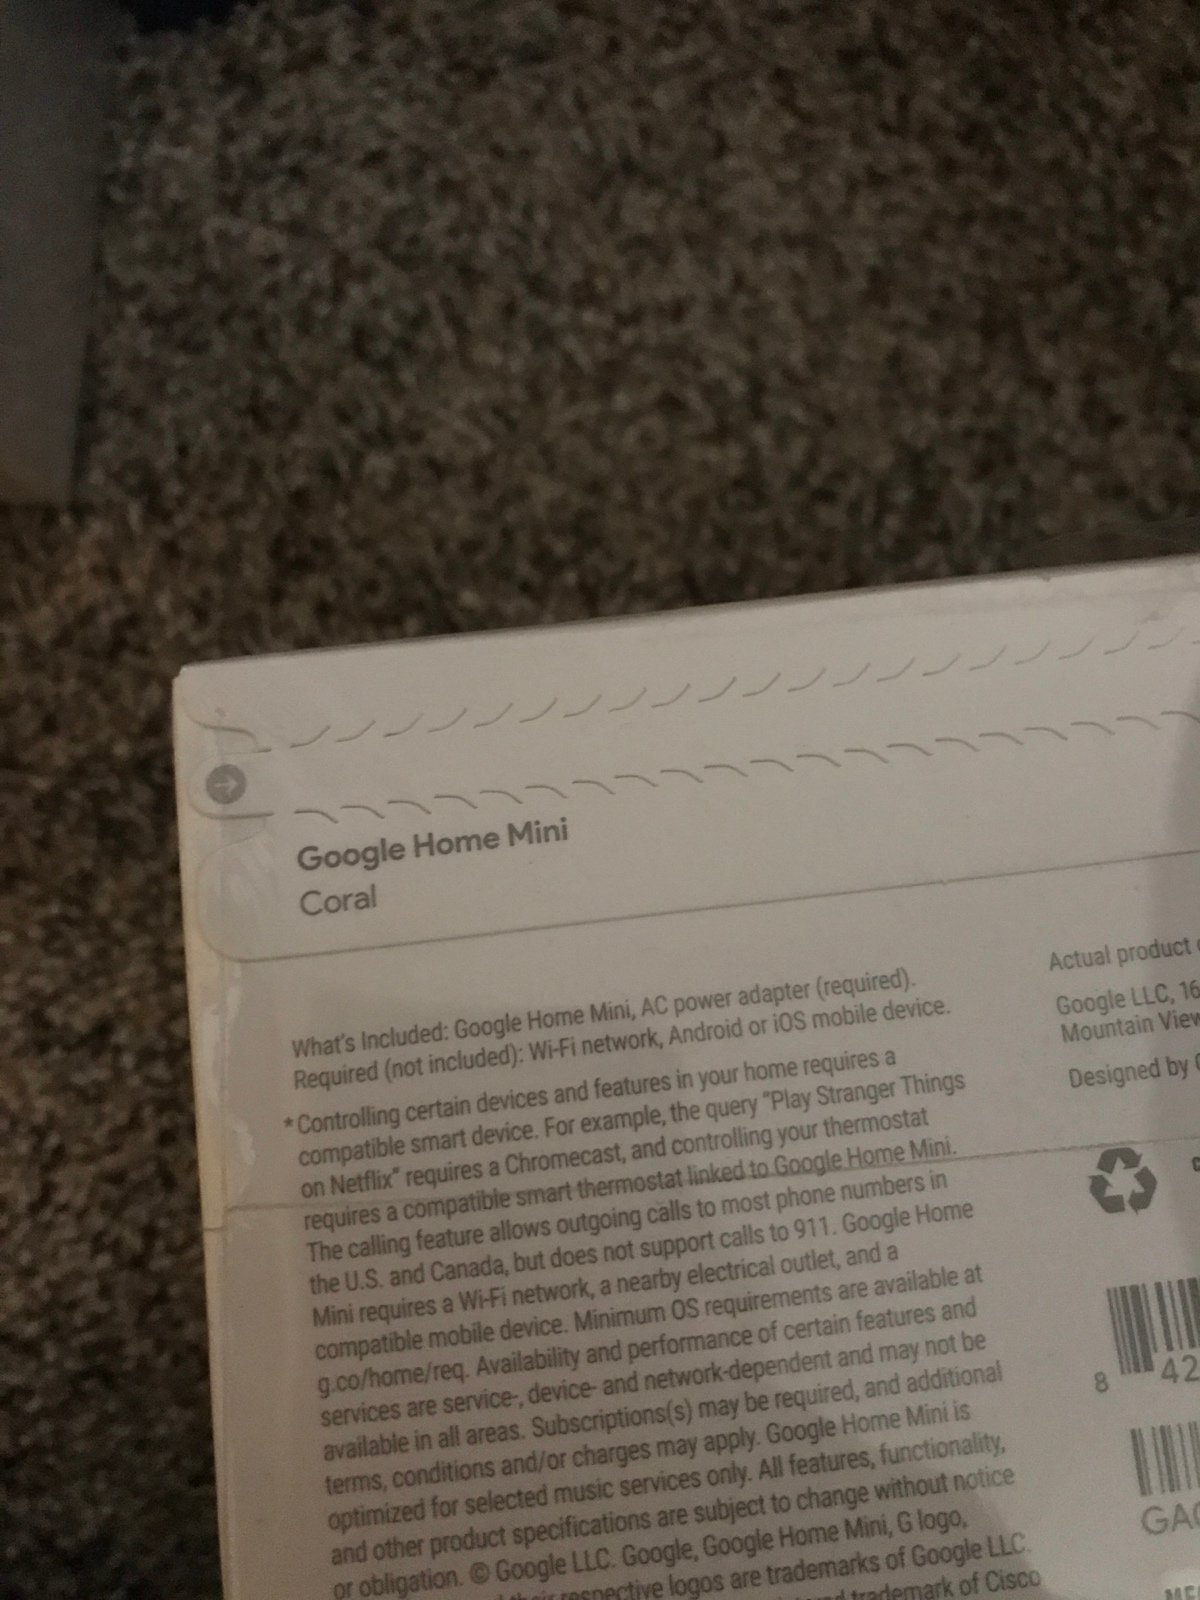 Google Home Mini
Coral
What's Included: Google Home Mini, AC power adapter (required).
Required (not included): Wi-Fi network, Android or iOS mobile device.
*Controlling certain devices and features in your home requires a
compatible smart device. For example, the query "Play Stranger Things
on Netflix" requires a Chromecast, and controlling your thermostat
requires a compatible smart thermostat linked to Google Home Mini.
The calling feature allows outgoing calls to most phone numbers in
the U.S. and Canada, but does not support calls to 911. Google Home
Mini requires a Wi-Fi network, a nearby electrical outlet, and a
compatible mobile device. Minimum OS requirements are available at
g.co/home/req. Availability and performance of certain features and
services are service-, device- and network-dependent and may not be
available in all areas. Subscriptions(s) may be required, and additional
terms, conditions and/or charges may apply. Google Home Mini is
optimized for selected music services only. All features, functionality,
and other product specifications are subject to change without notice
or obligation. © Google LLC. Google, Google Home Mini, G logo,
their respective logos are trademarks of Google LLC.
trademark of Cisco
Actual product
Google LLC, 16
Mountain View
Designed by
8 42
GAC